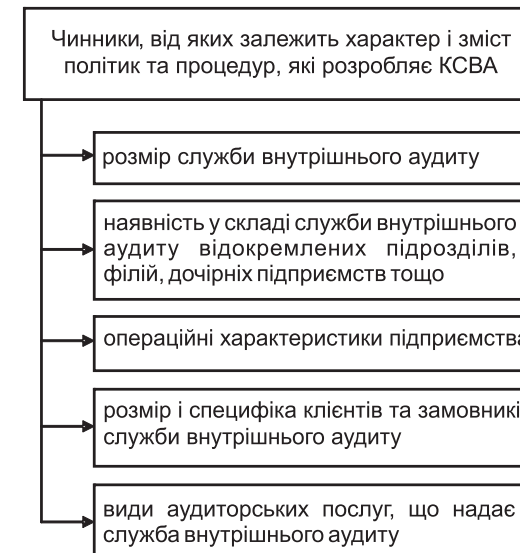 Чинники, від яких залежить характер і зміст
політик та процедур, які розробляє КСВА
розмір служби внутрішнього аудиту
наявність у складі служби внутрішнього
аудиту відокремлених підрозділів,
філій, дочірніх підприємств тощо
операційні характеристики підприємства
розмір і специфіка клієнтів та замовникі
служби внутрішнього аудиту
види аудиторських послуг, що надає
служба внутрішнього аудиту